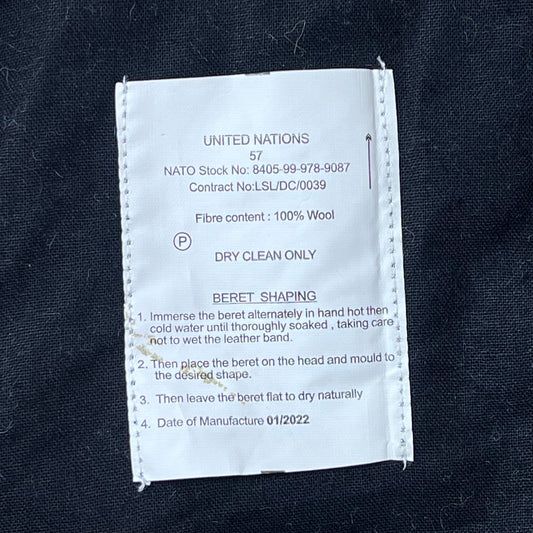 UNITED NATIONS
57
NATO Stock No: 8405-99-978-9087
Contract No:LSL/DC/0039
Fibre content : 100% Wool
P
DRY CLEAN ONLY
BERET SHAPING
1. Immerse the beret alternately in hand hot then
cold water until thoroughly soaked , taking care
not to wet the leather band.
2. Then place the beret on the head and mould to
the desired shape.
3. Then leave the beret flat to dry naturally
4. Date of Manufacture 01/2022